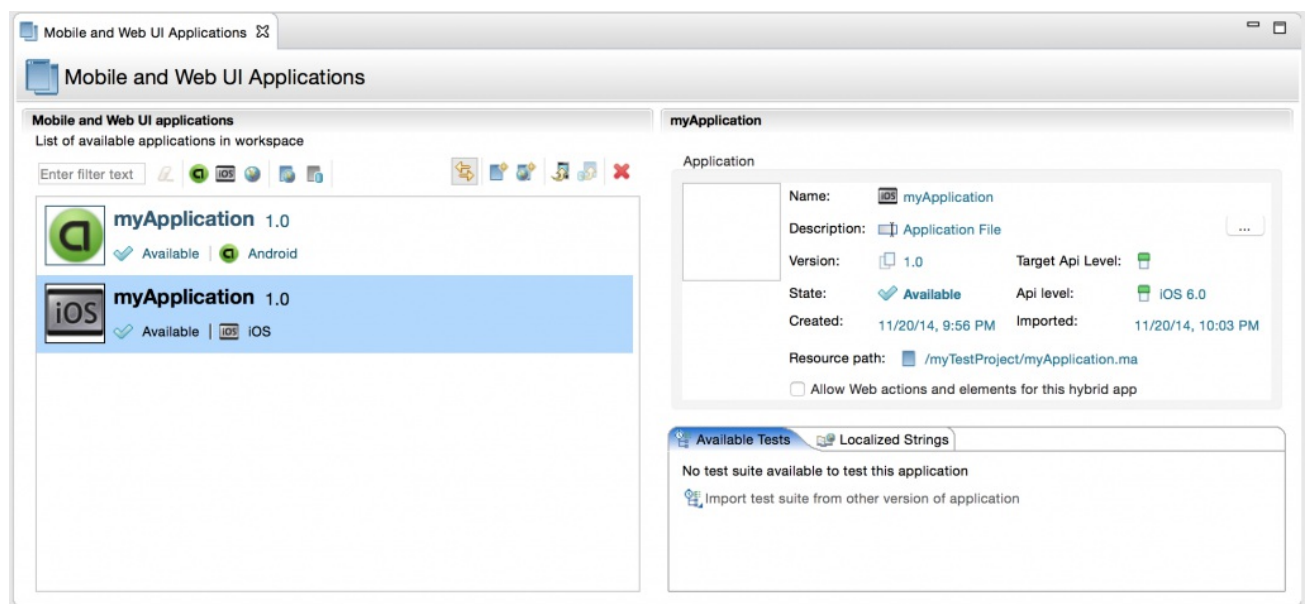 Mobile and Web UI Applications
Mobile and Web UI Applications
Mobile and Web UI applications
List of available applications in workspace
Enter filter text
iOS
myApplication 1.0
Available | Android
iOS
myApplication 1.0
Available | iOS iOS
myApplication
Application
Name: iOS myApplication
Description: Application File ...
Version: 1.0 Target Api Level:
State: Available Api level: iOS 6.0
Created: 11/20/14, 9:56 PM Imported: 11/20/14, 10:03 PM
Resource path: /myTestProject/myApplication.ma
Allow Web actions and elements for this hybrid app
Available Tests Localized Strings
No test suite available to test this application
Import test suite from other version of application